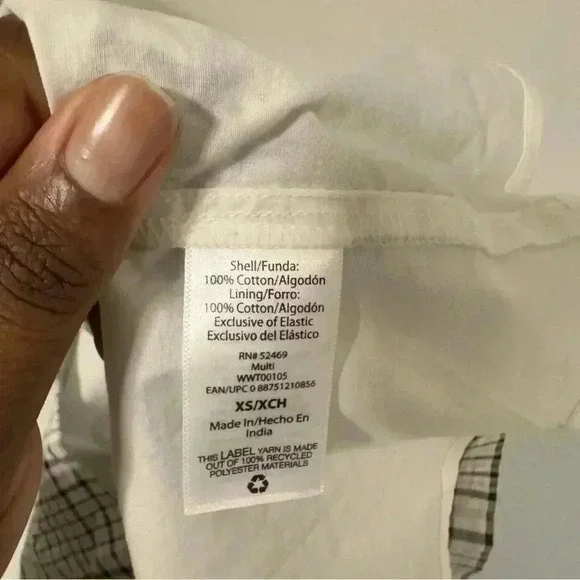 Shell/Funda:
100% Cotton/Algodón
Lining/Forro:
100% Cotton/Algodón
Exclusive of Elastic
Exclusivo del Elástico
RN# 52469
Multi
WWT00105
EAN/UPC 0 88751210856
XS/XCH
Made In/Hecho En
India
THIS LABEL YARN IS MADE
OUT OF 100% RECYCLED
POLYESTER MATERIALS